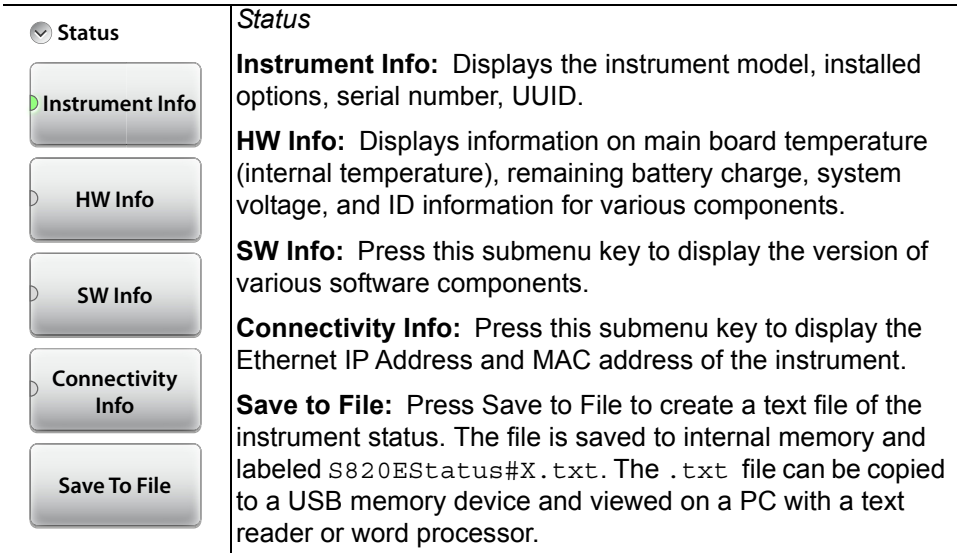 Status
Instrument Info
HW Info
SW Info
Connectivity
Info
Save To File
Status
Instrument Info: Displays the instrument model, installed
options, serial number, UUID.
HW Info: Displays information on main board temperature
(internal temperature), remaining battery charge, system
voltage, and ID information for various components.
SW Info: Press this submenu key to display the version of
various software components.
Connectivity Info: Press this submenu key to display the
Ethernet IP Address and MAC address of the instrument.
Save to File: Press Save to File to create a text file of the
instrument status. The file is saved to internal memory and
labeled S820EStatus#X.txt. The .txt file can be copied
to a USB memory device and viewed on a PC with a text
reader or word processor.